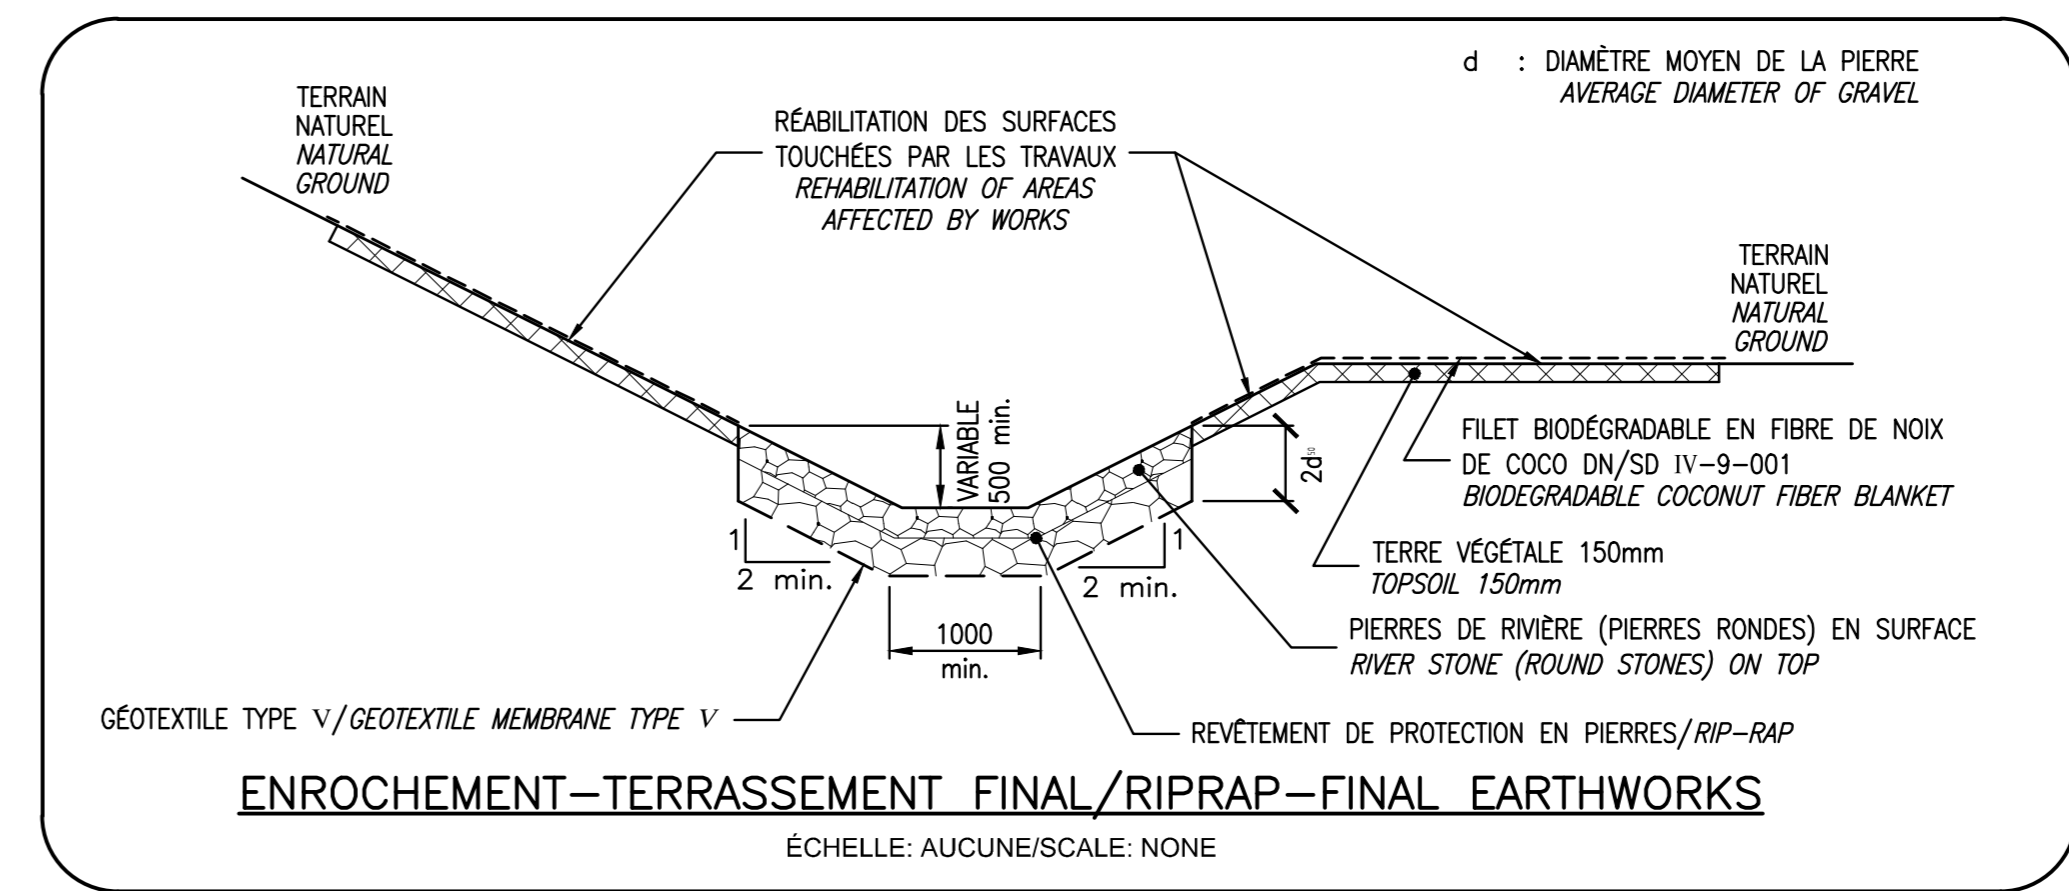 d : DIAMÈTRE MOYEN DE LA PIERRE
AVERAGE DIAMETER OF GRAVEL
TERRAIN
NATUREL
NATURAL
GROUND
RÉABILITATION DES SURFACES
TOUCHÉES PAR LES TRAVAUX
REHABILITATION OF AREAS
AFFECTED BY WORKS
TERRAIN
NATUREL
NATURAL
GROUND
VARIABLE
500 min.
2d50
FILET BIODÉGRADABLE EN FIBRE DE NOIX
DE COCO DN/SD IV-9-001
BIODEGRADABLE COCONUT FIBER BLANKET
1
2 min.
1
2 min.
TERRE VÉGÉTALE 150mm
TOPSOIL 150mm
1000
min.
PIERRES DE RIVIÈRE (PIERRES RONDES) EN SURFACE
RIVER STONE (ROUND STONES) ON TOP
GÉOTEXTILE TYPE V/GEOTEXTILE MEMBRANE TYPE V
REVÊTEMENT DE PROTECTION EN PIERRES/RIP-RAP
ENROCHEMENT-TERRASSEMENT FINAL/RIPRAP-FINAL EARTHWORKS
ÉCHELLE: AUCUNE/SCALE: NONE